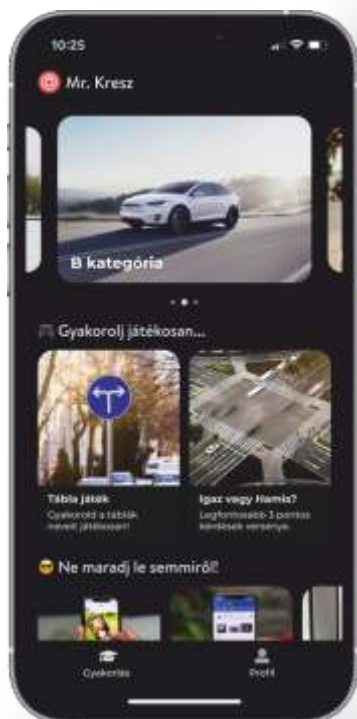 10:25
Mr. Kresz
B kategória
Gyakorolj játékosan...
Tábla játék
Gyakorold a táblák
neveit játékosan!
Igaz vagy Hamis?
Legfontosabb 3 pontos
kérdések versenye.
Ne maradj le semmiről!
Gyakorlás
Profil